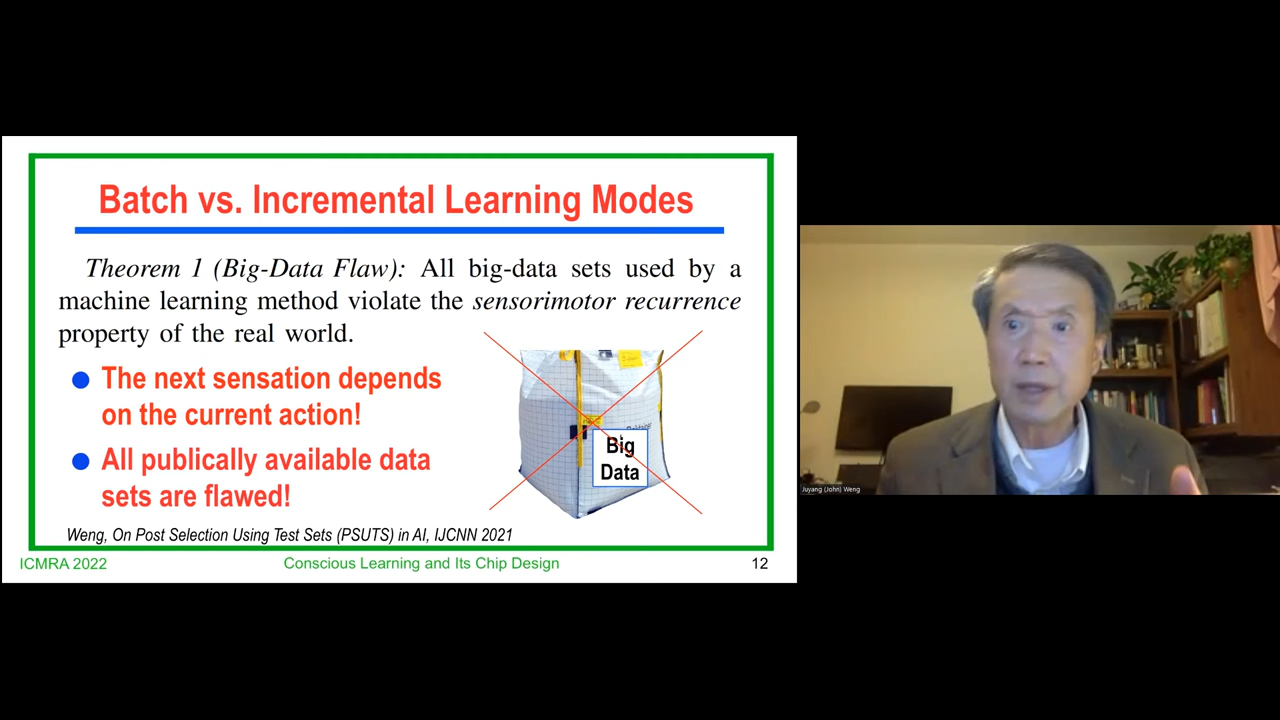 Batch vs. Incremental Learning Modes
Theorem 1 (Big-Data Flaw): All big-data sets used by a
machine learning method violate the sensorimotor recurrence
property of the real world.
The next sensation depends
on the current action!
All publically available data
sets are flawed!
Big
Data
Weng, On Post Selection Using Test Sets (PSUTS) in AI, IJCNN 2021
ICMRA 2022
Conscious Learning and Its Chip Design
12
Juyang (John) Weng